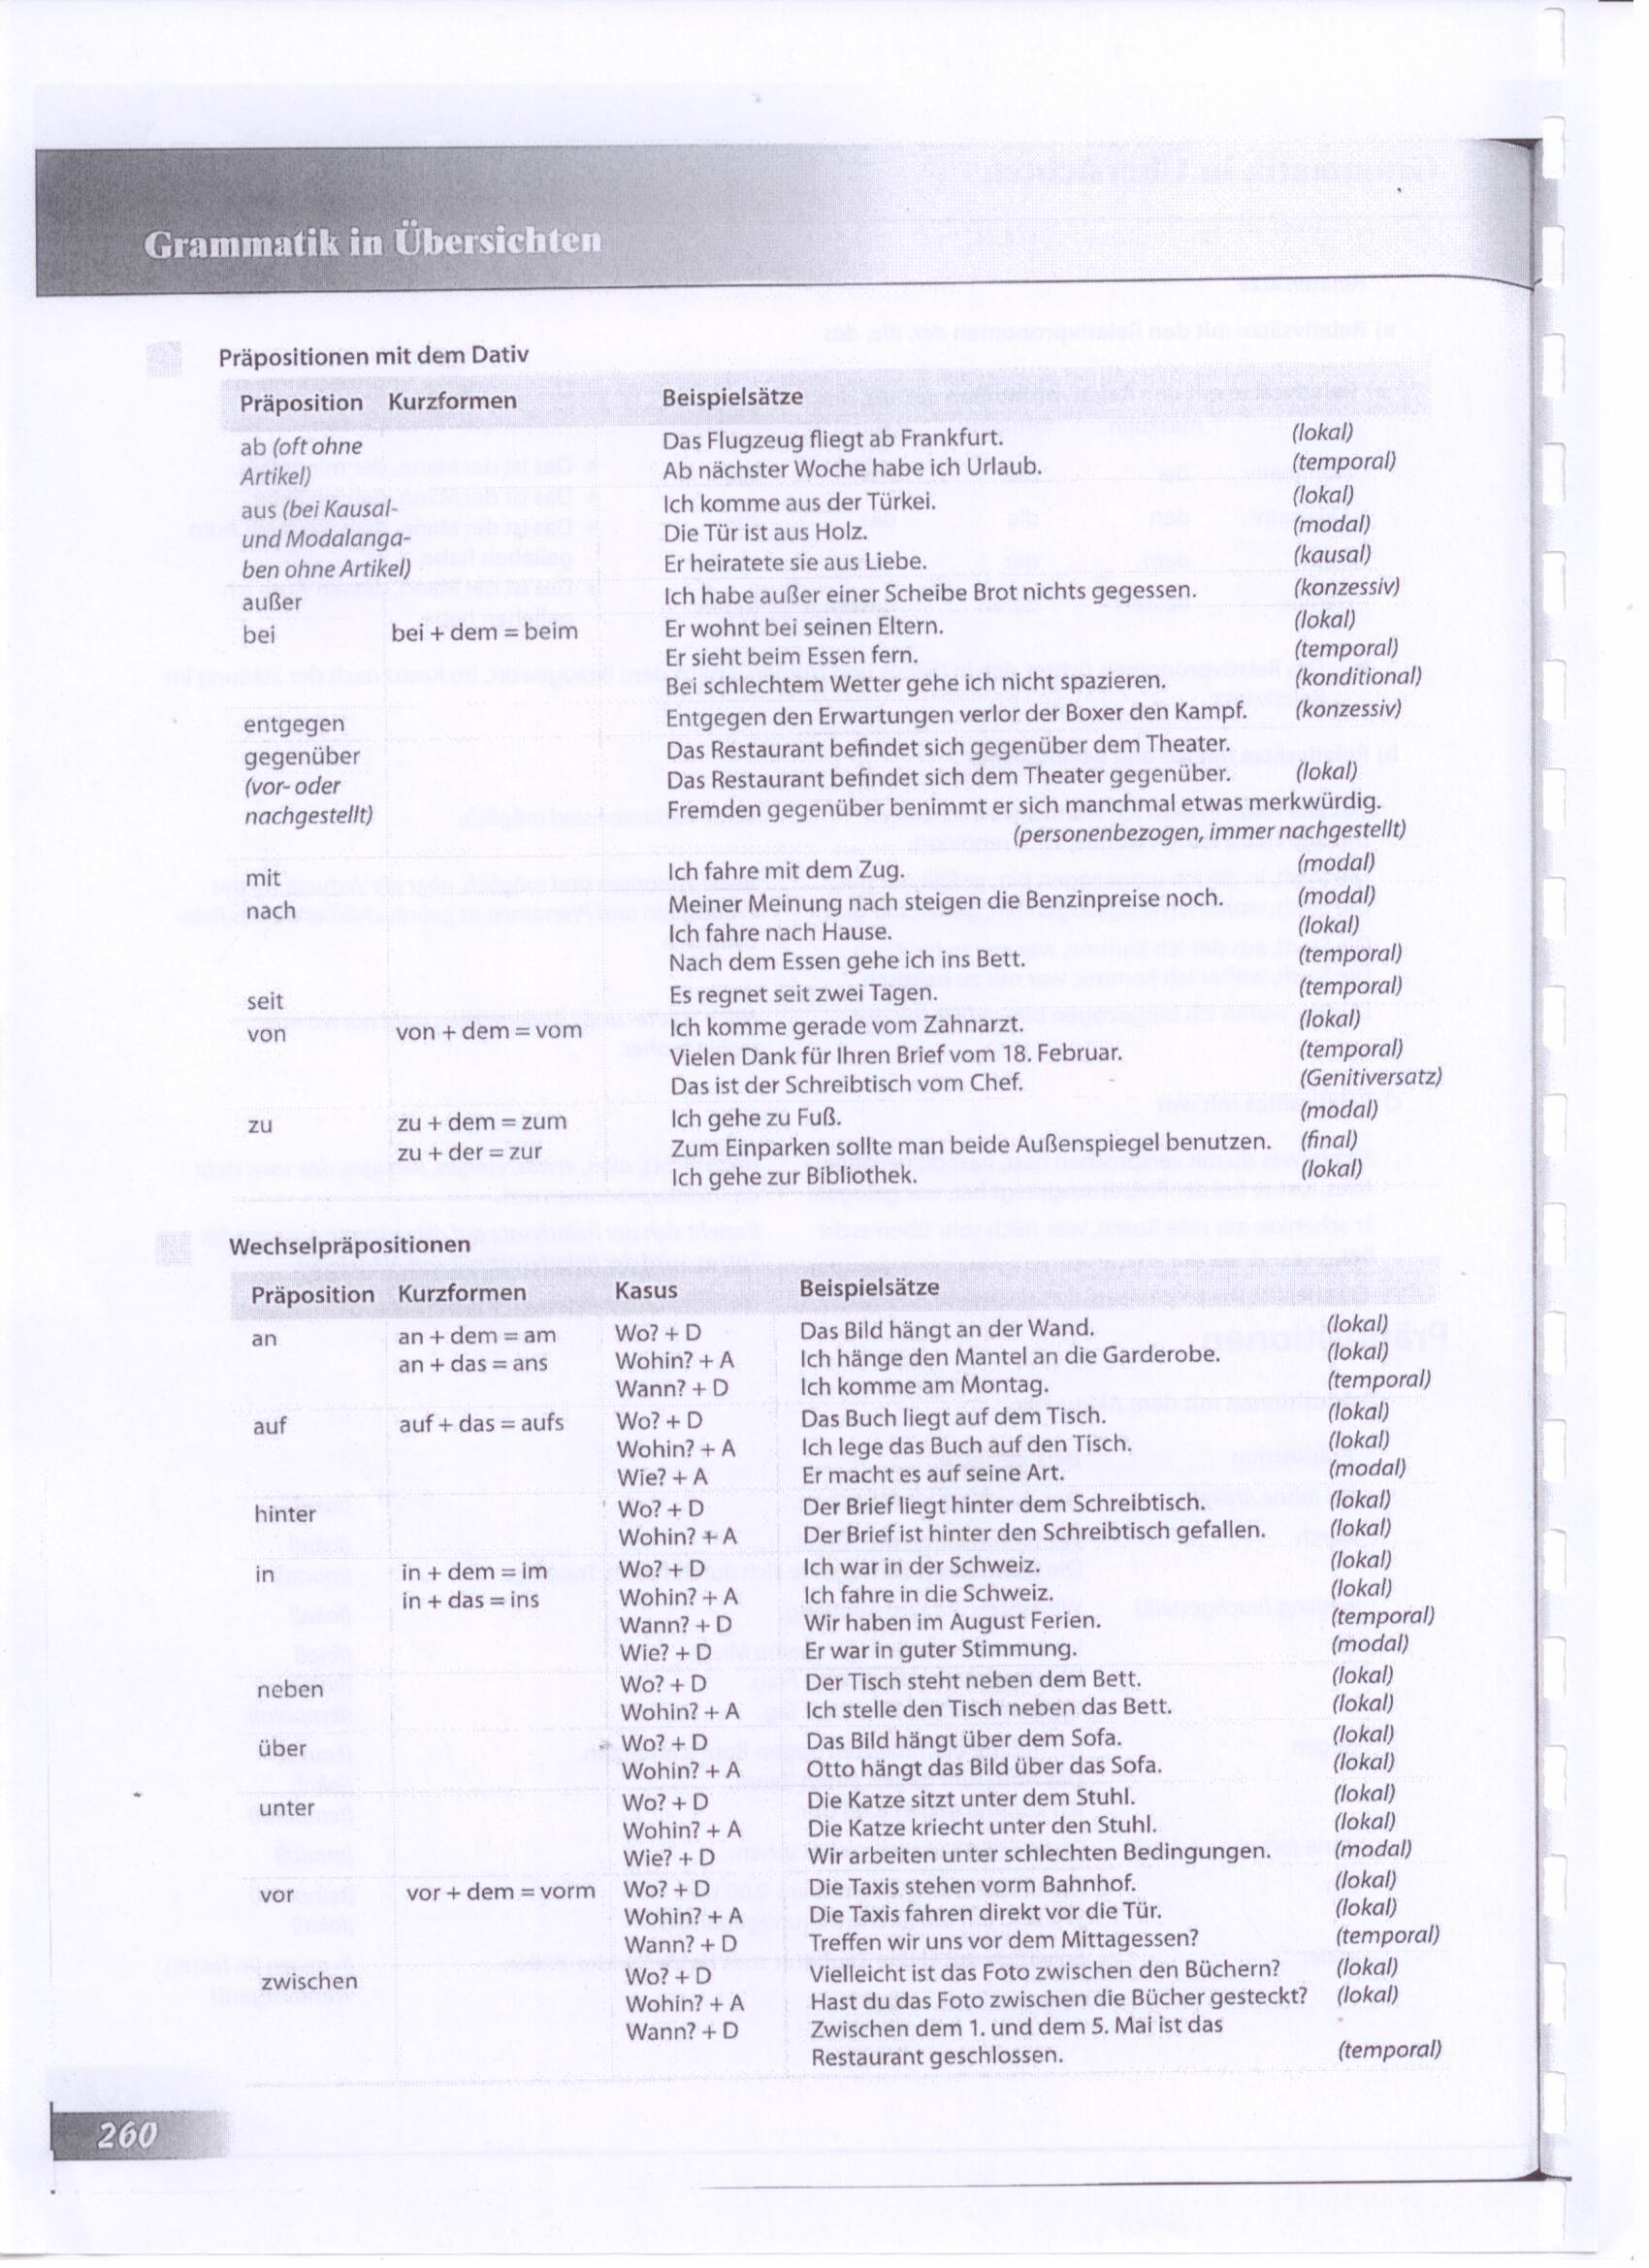 Grammatik in Übersichten
Präpositionen mit dem Dativ
Präposition Kurzformen Beispielsätze
ab (oft ohne Das Flugzeug fliegt ab Frankfurt. (lokal)
Artikel) Ab nächster Woche habe ich Urlaub. (temporal)
aus (bei Kausal- Ich komme aus der Türkei. (lokal)
und Modalanga- Die Tür ist aus Holz. (modal)
ben ohne Artikel) Er heiratete sie aus Liebe. (kausal)
außer Ich habe außer einer Scheibe Brot nichts gegessen. (konzessiv)
bei bei + dem = beim Er wohnt bei seinen Eltern. (lokal)
Er sieht beim Essen fern. (temporal)
Bei schlechtem Wetter gehe ich nicht spazieren. (konditional)
entgegen Entgegen den Erwartungen verlor der Boxer den Kampf. (konzessiv)
gegenüber Das Restaurant befindet sich gegenüber dem Theater.
(vor- oder Das Restaurant befindet sich dem Theater gegenüber. (lokal)
nachgestellt) Fremden gegenüber benimmt er sich manchmal etwas merkwürdig.
(personenbezogen, immer nachgestellt)
mit Ich fahre mit dem Zug. (modal)
nach Meiner Meinung nach steigen die Benzinpreise noch. (modal)
Ich fahre nach Hause. (lokal)
Nach dem Essen gehe ich ins Bett. (temporal)
seit Es regnet seit zwei Tagen. (temporal)
von von + dem = vom Ich komme gerade vom Zahnarzt. (lokal)
Vielen Dank für Ihren Brief vom 18. Februar. (temporal)
Das ist der Schreibtisch vom Chef. (Genitiversatz)
zu zu + dem = zum Ich gehe zu Fuß. (modal)
zu + der = zur Zum Einparken sollte man beide Außenspiegel benutzen. (final)
Ich gehe zur Bibliothek. (lokal)
Wechselpräpositionen
Präposition Kurzformen Kasus Beispielsätze
an an + dem = am Wo? + D Das Bild hängt an der Wand. (lokal)
an + das = ans Wohin? + A Ich hänge den Mantel an die Garderobe. (lokal)
Wann? + D Ich komme am Montag. (temporal)
auf auf + das = aufs Wo? + D Das Buch liegt auf dem Tisch. (lokal)
Wohin? + A Ich lege das Buch auf den Tisch. (lokal)
Wie? + A Er macht es auf seine Art. (modal)
hinter Wo? + D Der Brief liegt hinter dem Schreibtisch. (lokal)
Wohin? + A Der Brief ist hinter den Schreibtisch gefallen. (lokal)
in in + dem = im Wo? + D Ich war in der Schweiz. (lokal)
in + das = ins Wohin? + A Ich fahre in die Schweiz. (lokal)
Wann? + D Wir haben im August Ferien. (temporal)
Wie? + D Er war in guter Stimmung. (modal)
neben Wo? + D Der Tisch steht neben dem Bett. (lokal)
Wohin? + A Ich stelle den Tisch neben das Bett. (lokal)
über Wo? + D Das Bild hängt über dem Sofa. (lokal)
Wohin? + A Otto hängt das Bild über das Sofa. (lokal)
unter Wo? + D Die Katze sitzt unter dem Stuhl. (lokal)
Wohin? + A Die Katze kriecht unter den Stuhl. (lokal)
Wie? + D Wir arbeiten unter schlechten Bedingungen. (modal)
vor vor + dem = vorm Wo? + D Die Taxis stehen vorm Bahnhof. (lokal)
Wohin? + A Die Taxis fahren direkt vor die Tür. (lokal)
Wann? + D Treffen wir uns vor dem Mittagessen? (temporal)
zwischen Wo? + D Vielleicht ist das Foto zwischen den Büchern? (lokal)
Wohin? + A Hast du das Foto zwischen die Bücher gesteckt? (lokal)
Wann? + D Zwischen dem 1. und dem 5. Mai ist das
Restaurant geschlossen. (temporal)
260